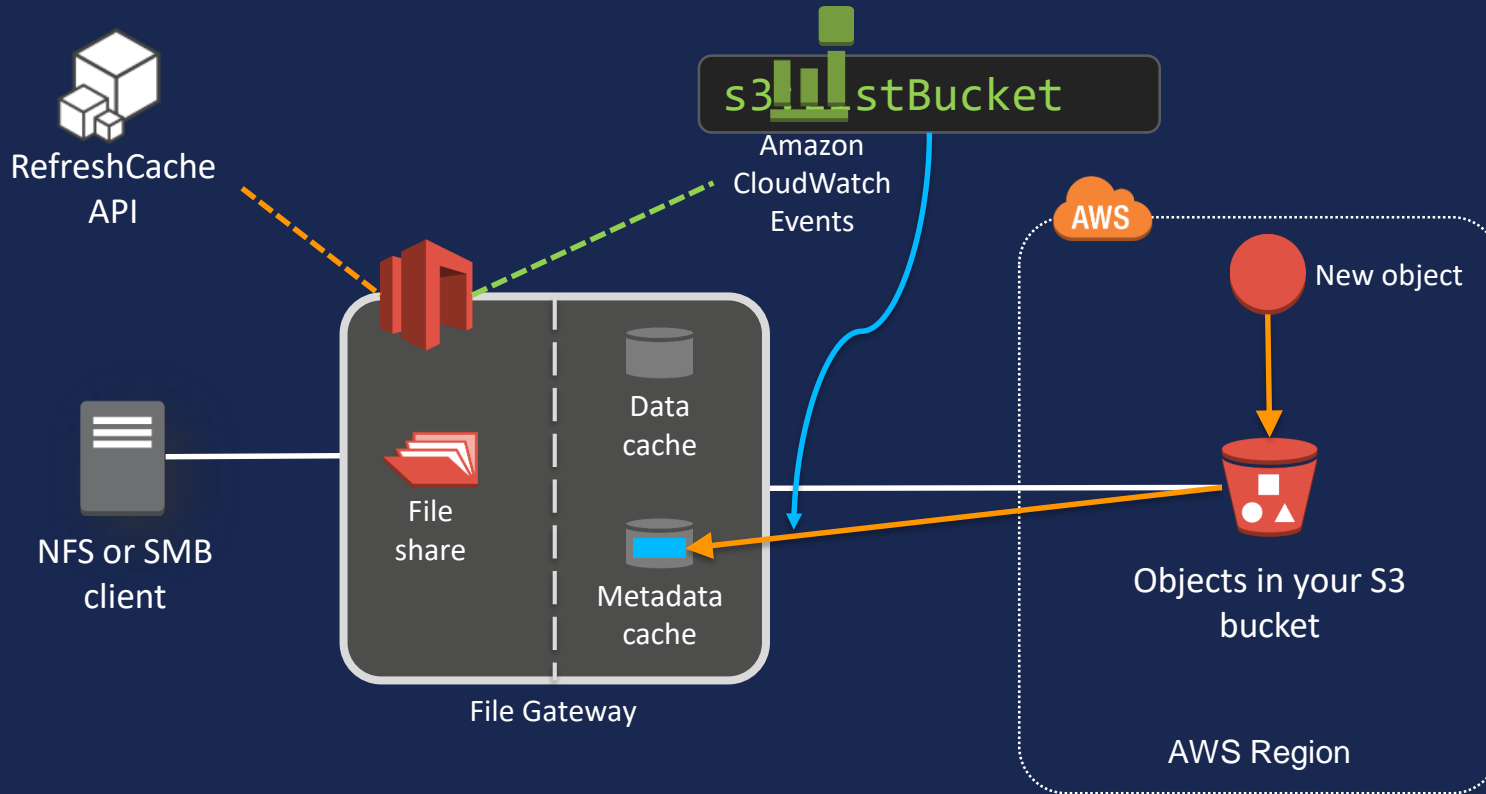 RefreshCache
API
s3 stBucket
Amazon
CloudWatch
Events
AWS
New object
Data
cache
File
share
Metadata
cache
NFS or SMB
client
Objects in your S3
bucket
File Gateway
AWS Region